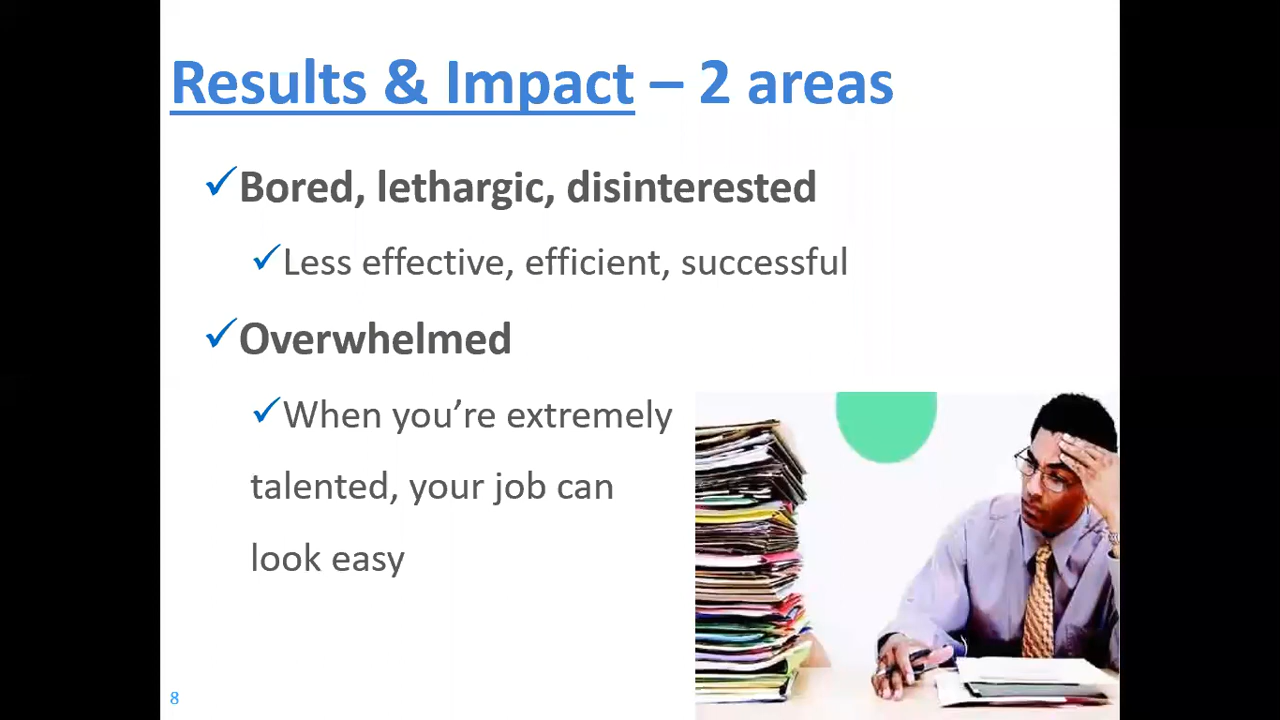 Results & Impact – 2 areas
✓Bored, lethargic, disinterested
✓Less effective, efficient, successful
✓Overwhelmed
✓When you’re extremely
talented, your job can
look easy
8